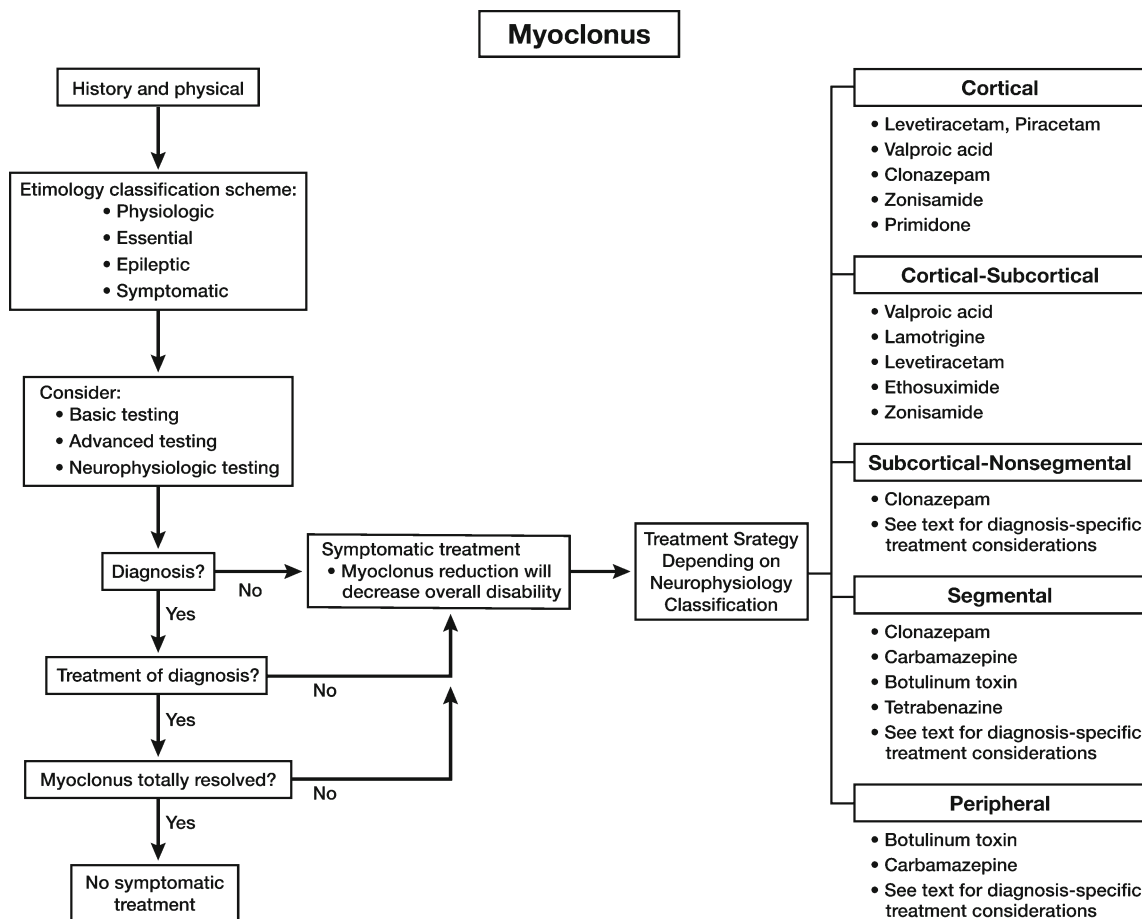 Myoclonus
History and physical
Etimology classification scheme:
• Physiologic
• Essential
• Epileptic
• Symptomatic
Consider:
• Basic testing
• Advanced testing
• Neurophysiologic testing
Diagnosis?
No
Yes
Treatment of diagnosis?
No
Yes
Myoclonus totally resolved?
No
Yes
No symptomatic
treatment
Symptomatic treatment
• Myoclonus reduction will
decrease overall disability
Treatment Srategy
Depending on
Neurophysiology
Classification
Cortical
• Levetiracetam, Piracetam
• Valproic acid
• Clonazepam
• Zonisamide
• Primidone
Cortical-Subcortical
• Valproic acid
• Lamotrigine
• Levetiracetam
• Ethosuximide
• Zonisamide
Subcortical-Nonsegmental
• Clonazepam
• See text for diagnosis-specific
treatment considerations
Segmental
• Clonazepam
• Carbamazepine
• Botulinum toxin
• Tetrabenazine
• See text for diagnosis-specific
treatment considerations
Peripheral
• Botulinum toxin
• Carbamazepine
• See text for diagnosis-specific
treatment considerations